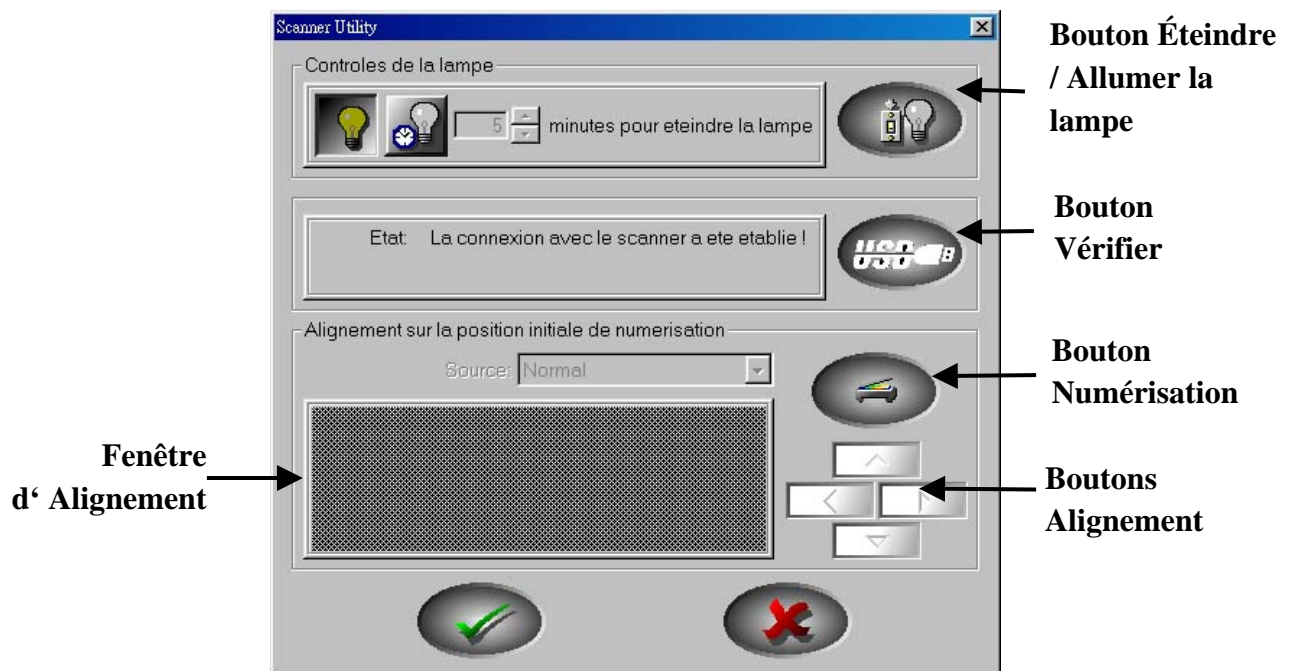 Scanner Utility
Controles de la lampe
5 minutes pour eteindre la lampe
Bouton Éteindre
/ Allumer la
lampe
Etat: La connexion avec le scanner a ete etablie !
USB
Bouton
Vérifier
Alignement sur la position initiale de numerisation
Source: Normal
Bouton
Numérisation
Fenêtre
d‘ Alignement
Boutons
Alignement